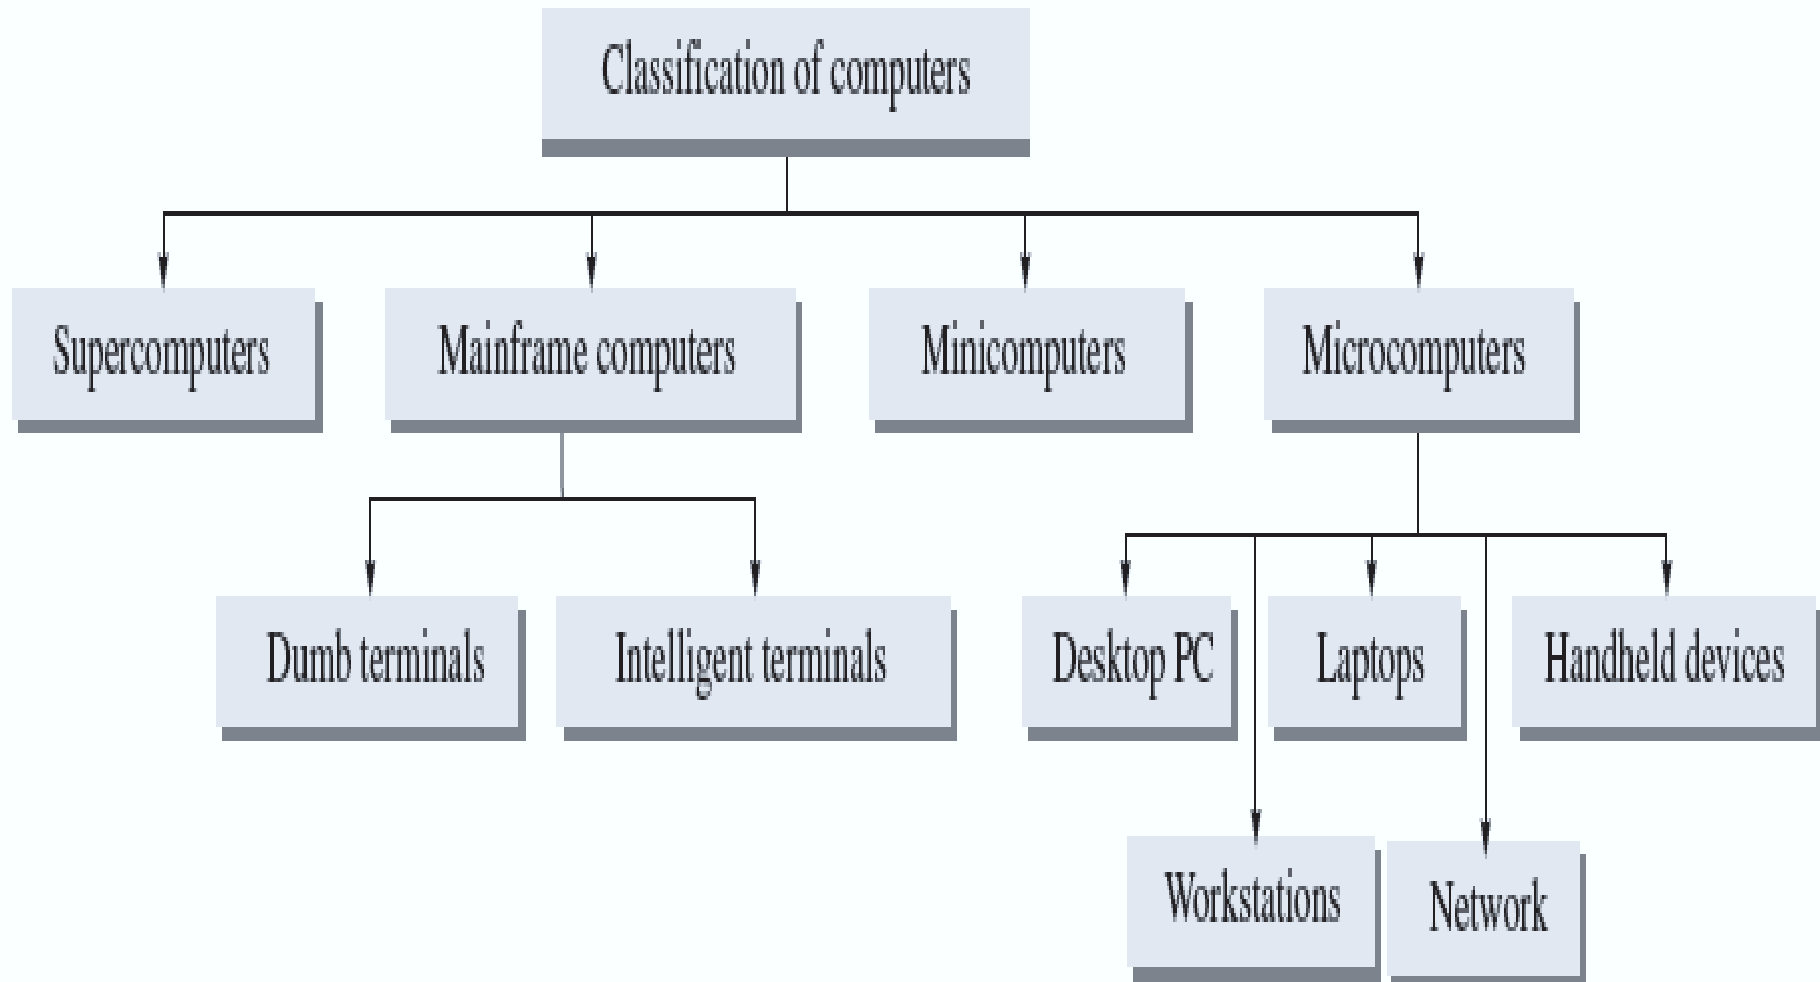 Classification of computers
Supercomputers
Mainframe computers
Minicomputers
Microcomputers
Dumb terminals
Intelligent terminals
Desktop PC
Laptops
Handheld devices
Workstations
Network